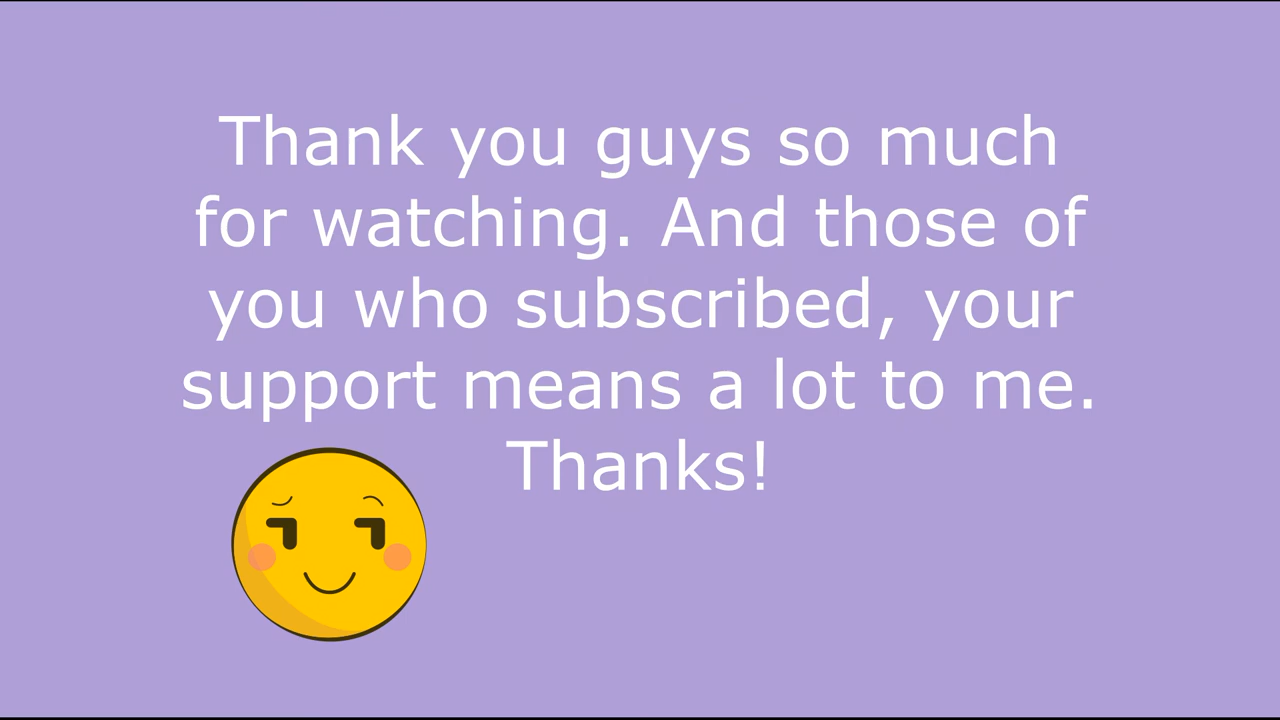 Thank you guys so much
for watching. And those of
you who subscribed, your
support means a lot to me.
Thanks!